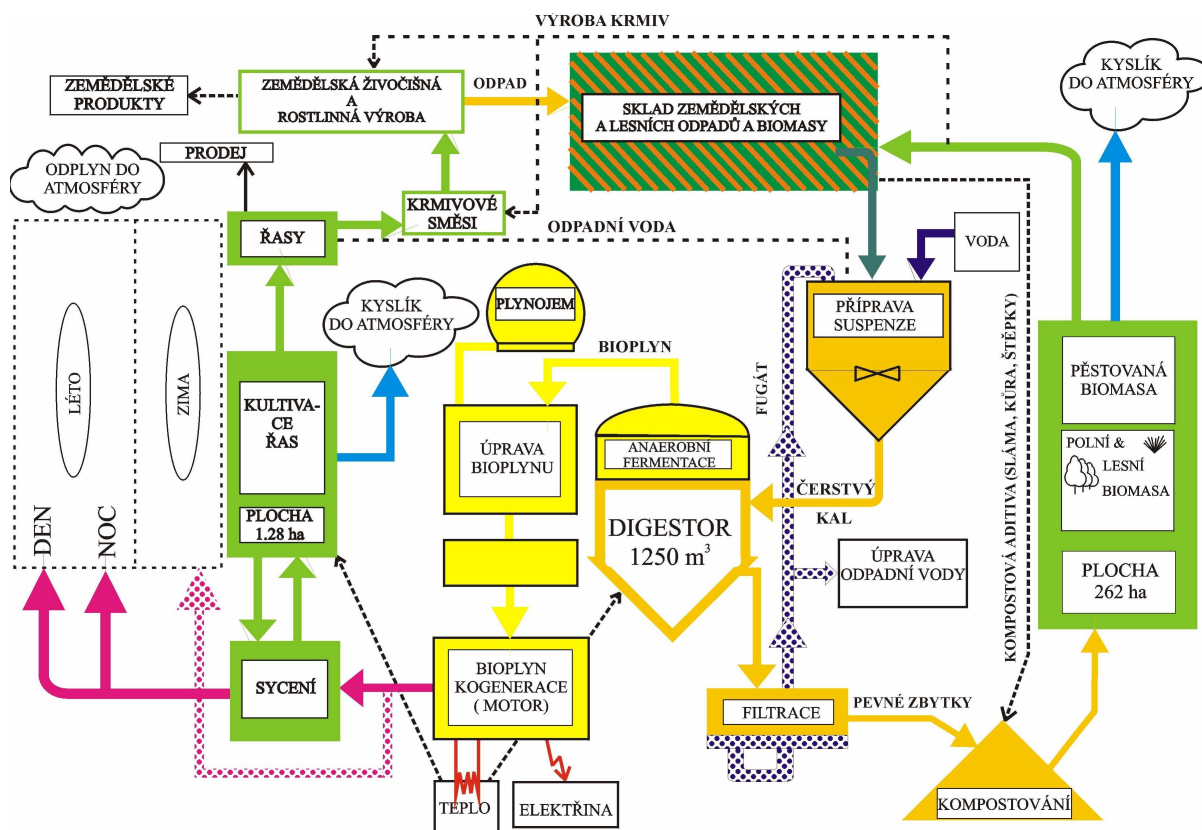 VÝROBA KRMIV
KYSLÍK
DO ATMOSFÉRY
ZEMĚDĚLSKÉ
PRODUKTY
ZEMĚDĚLSKÁ ŽIVOČIŠNÁ
A
ROSTLINNÁ VÝROBA
ODPAD
SKLAD ZEMĚDĚLSKÝCH
A LESNÍCH ODPADŮ A BIOMASY
PRODEJ
ODPLYN DO
ATMOSFÉRY
KRMIVOVÉ
SMĚSI
ŘASY
ODPADNÍ VODA
VODA
KYSLÍK
DO ATMOSFÉRY
PLYNOJEM
BIOPLYN
FUGÁT
PŘÍPRAVA
SUSPENZE
KOMPOSTOVÁ ADITIVA (SLÁMA, KŮRA, ŠTĚPKY)
PĚSTOVANÁ
BIOMASA
POLNÍ &
LESNÍ
BIOMASA
PLOCHA
262 ha
LÉTO
ZIMA
DEN
NOC
KULTIVA-
CE
ŘAS
PLOCHA
1.28 ha
ÚPRAVA
BIOPLYNU
ANAEROBNÍ
FERMENTACE
ČERSTVÝ
KAL
DIGESTOR
1250 m³
ÚPRAVA
ODPADNÍ VODY
SYCENÍ
BIOPLYN
KOGENERACE
( MOTOR)
FILTRACE
PEVNÉ ZBYTKY
TEPLO
ELEKTŘINA
KOMPOSTOVÁNÍ